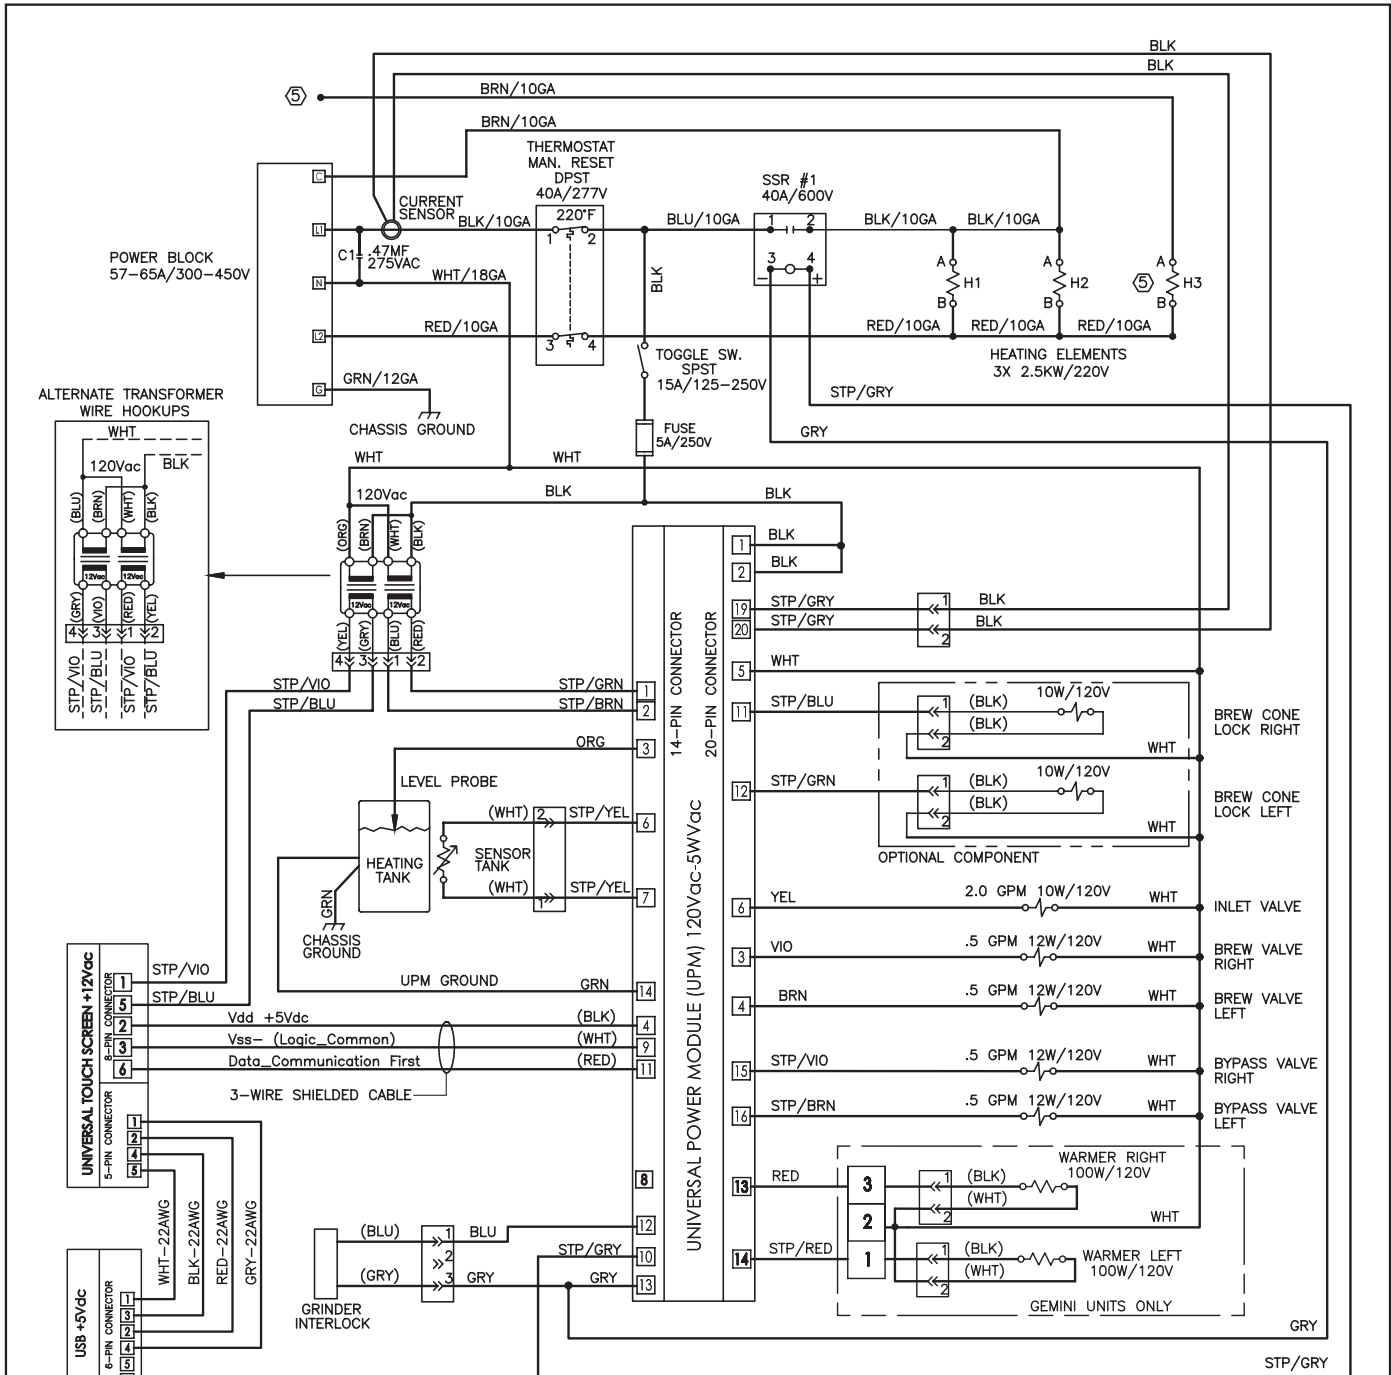 BLK
BLK
5
BRN/10GA
BRN/10GA
THERMOSTAT
MAN. RESET
DPST
40A/277V
SSR #1
40A/600V
C
CURRENT
SENSOR
220°F
L1
BLK/10GA
1
2
BLU/10GA
1
2
BLK/10GA
BLK/10GA
POWER BLOCK
57-65A/300-450V
C1
.47MF
275VAC
3
4
-
+
A
A
A
N
WHT/18GA
BLK
H1
H2
5
H3
B
B
B
L2
RED/10GA
3
4
RED/10GA
RED/10GA
RED/10GA
TOGGLE SW.
SPST
15A/125-250V
HEATING ELEMENTS
3X 2.5KW/220V
G
GRN/12GA
CHASSIS GROUND
STP/GRY
GRY
FUSE
5A/250V
ALTERNATE TRANSFORMER
WIRE HOOKUPS
WHT
BLK
120Vac
(BLU)
(BRN)
(WHT)
(BLK)
12Vac
12Vac
(GRY)
(VIO)
(RED)
(YEL)
4
3
1
2
STP/VIO
STP/BLU
STP/VIO
STP/BLU
WHT
WHT
120Vac
BLK
BLK
(ORG)
(BRN)
(WHT)
(BLK)
12Vac
12Vac
(YEL)
(GRY)
(BLU)
(RED)
4
3
1
2
STP/VIO
STP/GRN
STP/BLU
STP/BRN
1
2
ORG
3
LEVEL PROBE
HEATING
TANK
(WHT)
2
STP/YEL
6
SENSOR
TANK
(WHT)
1
STP/YEL
7
GRN
CHASSIS
GROUND
UPM GROUND
GRN
14
14-PIN CONNECTOR
20-PIN CONNECTOR
UNIVERSAL POWER MODULE (UPM) 120Vac-5WVac
1
BLK
2
BLK
19
STP/GRY
1
BLK
20
STP/GRY
2
BLK
5
WHT
11
STP/BLU
1
2
(BLK)
(BLK)
10W/120V
WHT
BREW CONE
LOCK RIGHT
12
STP/GRN
1
2
(BLK)
(BLK)
10W/120V
WHT
BREW CONE
LOCK LEFT
OPTIONAL COMPONENT
6
YEL
2.0 GPM 10W/120V
WHT
INLET VALVE
3
VIO
.5 GPM 12W/120V
WHT
BREW VALVE
RIGHT
4
BRN
.5 GPM 12W/120V
WHT
BREW VALVE
LEFT
15
STP/VIO
.5 GPM 12W/120V
WHT
BYPASS VALVE
RIGHT
16
STP/BRN
.5 GPM 12W/120V
WHT
BYPASS VALVE
LEFT
UNIVERSAL TOUCH SCREEN +12Vac
8-PIN CONNECTOR
1
STP/VIO
5
STP/BLU
2
Vdd +5Vdc
(BLK)
4
3
Vss- (Logic_Common)
(WHT)
9
6
Data_Communication First
(RED)
11
3-WIRE SHIELDED CABLE
5-PIN CONNECTOR
1
2
4
5
WHT-22AWG
BLK-22AWG
RED-22AWG
GRY-22AWG
USB +5Vdc
6-PIN CONNECTOR
1
3
2
4
5
8
GRINDER
INTERLOCK
(BLU)
(GRY)
1
2
3
BLU
GRY
12
STP/GRY
10
GRY
13
13
RED
3
2
1
14
STP/RED
WARMER RIGHT
100W/120V
1
2
(BLK)
(WHT)
WHT
1
2
(BLK)
(WHT)
WARMER LEFT
100W/120V
GEMINI UNITS ONLY
GRY
STP/GRY